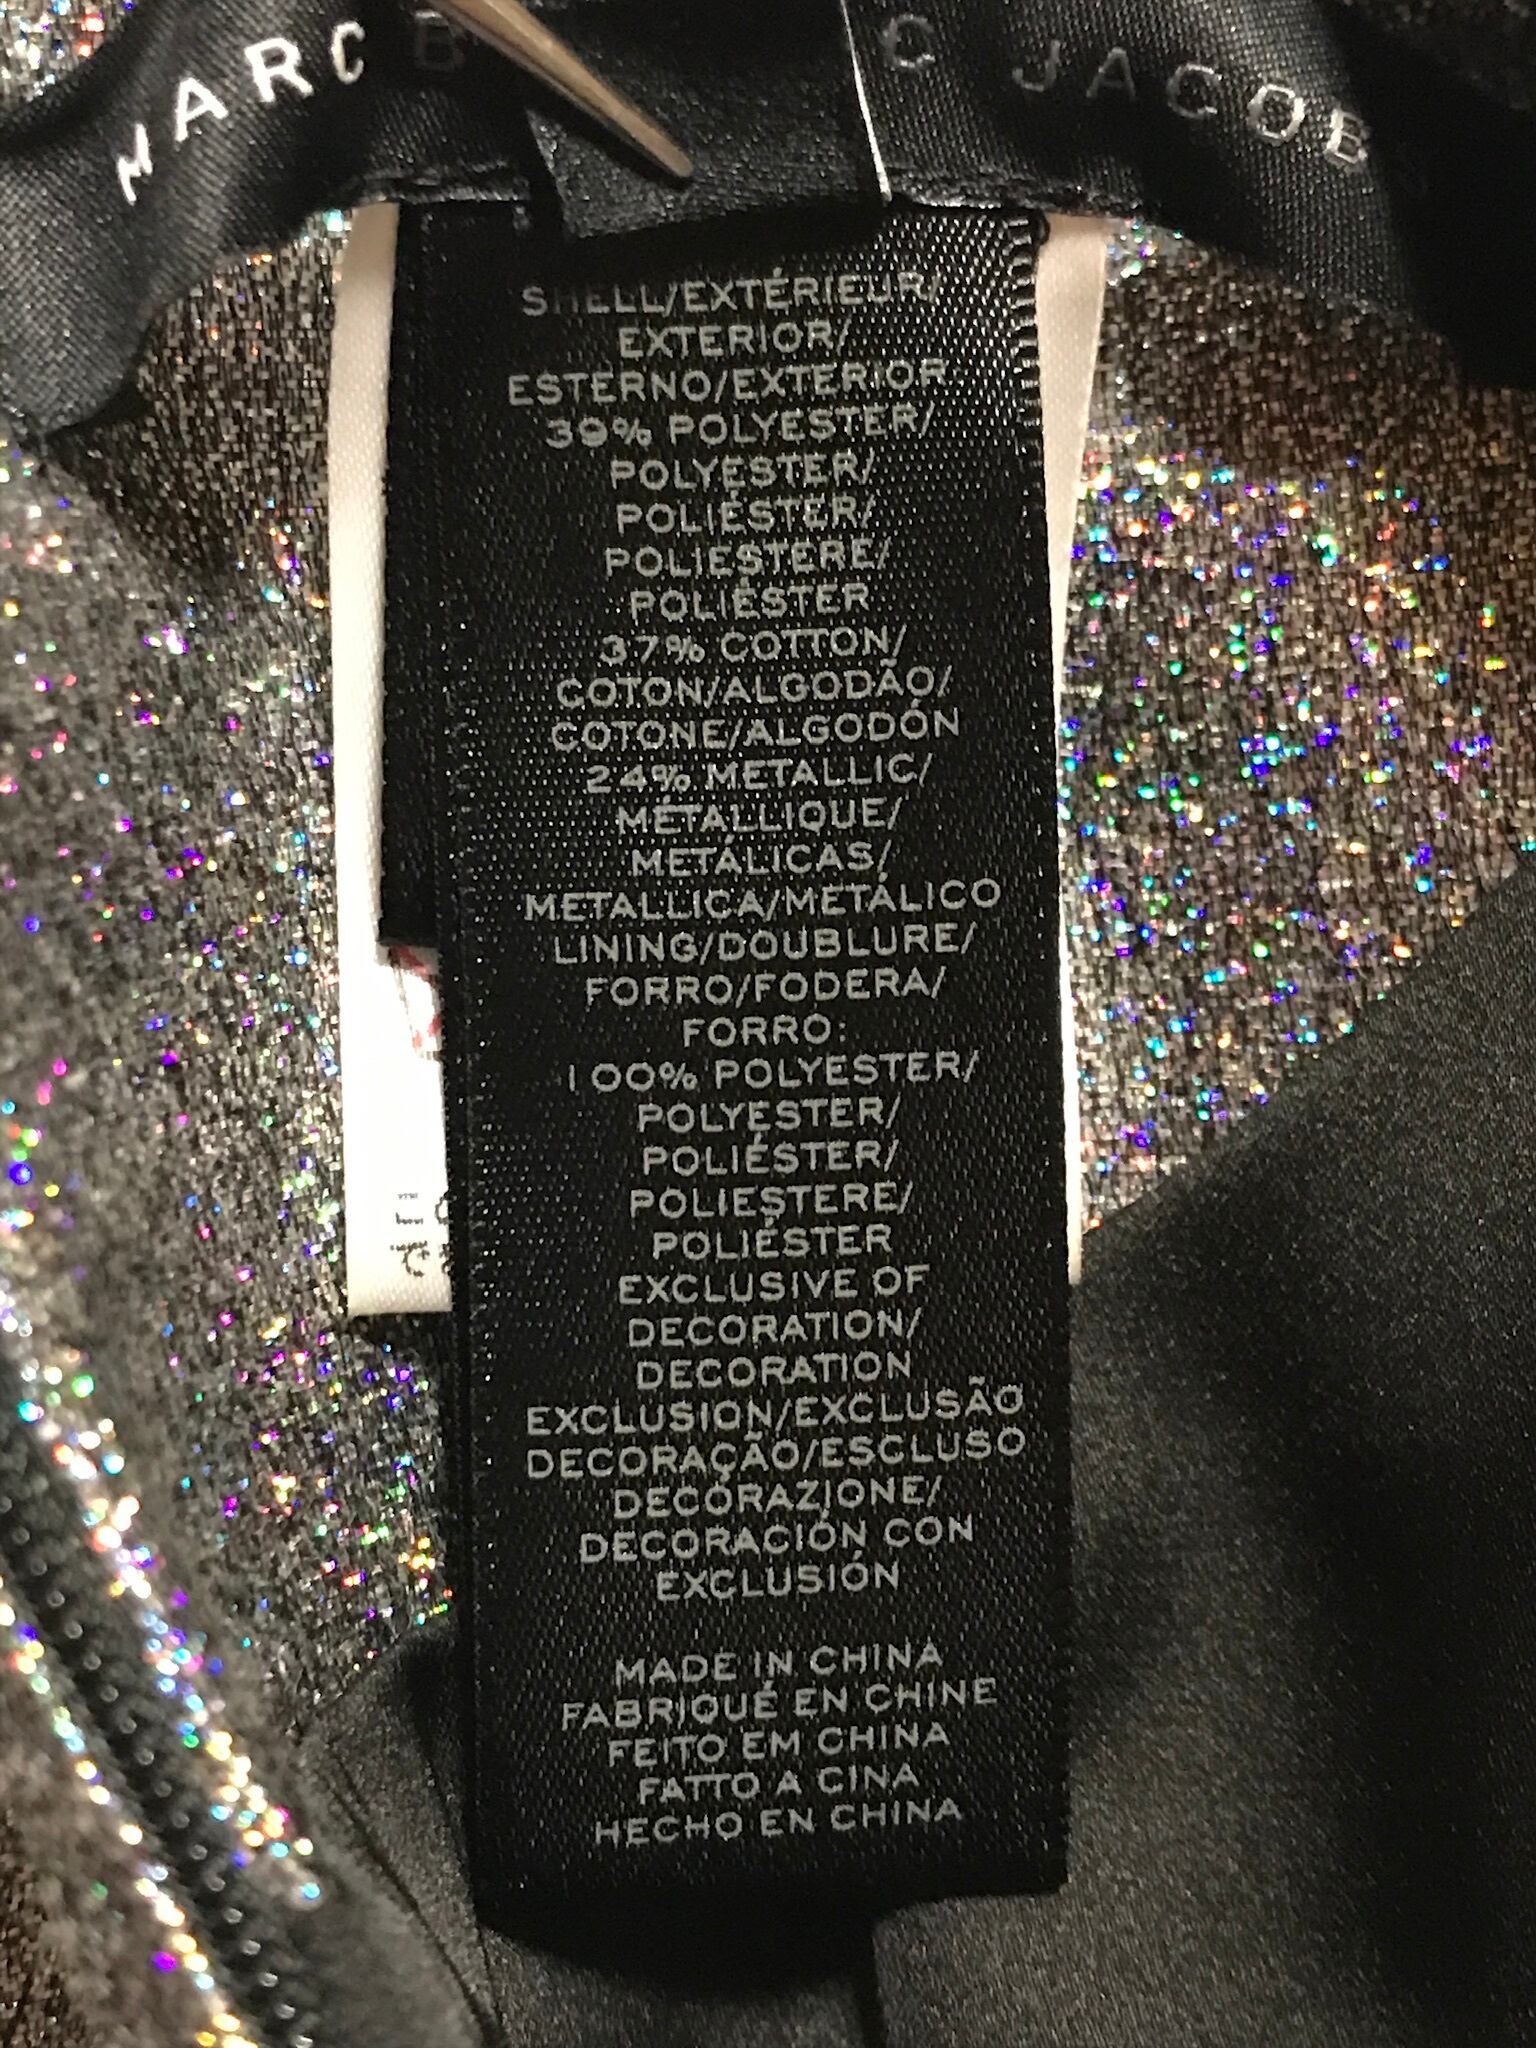 MARC B
C JACOBS
SHELL/EXTÉRIEUR/
EXTERIOR/
ESTERNO/EXTERIOR:
39% POLYESTER/
POLYESTER/
POLIÉSTER/
POLIESTERE/
POLIÉSTER
37% COTTON/
COTON/ALGODÃO/
COTONE/ALGODÓN
24% METALLIC/
MÉTALLIQUE/
METÁLICAS/
METALLICA/METÁLICO
LINING/DOUBLURE/
FORRO/FODERA/
FORRO:
100% POLYESTER/
POLYESTER/
POLIÉSTER/
POLIESTERE/
POLIÉSTER
EXCLUSIVE OF
DECORATION/
DECORATION
EXCLUSION/EXCLUSÃO
DECORAÇÃO/ESCLUSO
DECORAZIONE/
DECORACIÓN CON
EXCLUSIÓN
MADE IN CHINA
FABRIQUÉ EN CHINE
FEITO EM CHINA
FATTO A CINA
HECHO EN CHINA